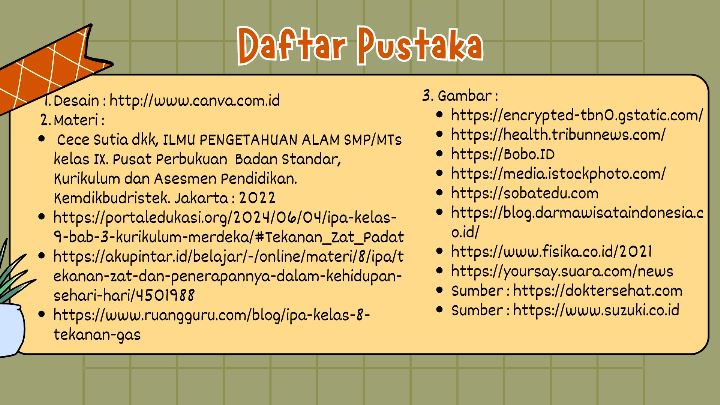 Daftar Pustaka
1. Desain : http://www.canva.com.id
2. Materi :
• Cece Sutia dkk, ILMU PENGETAHUAN ALAM SMP/MTs
kelas IX. Pusat Perbukuan Badan Standar,
Kurikulum dan Asesmen Pendidikan.
Kemdikbudristek. Jakarta : 2022
• https://portaledukasi.org/2024/06/04/ipa-kelas-
9-bab-3-kurikulum-merdeka/#Tekanan_Zat_Padat
• https://akupintar.id/belajar/-/online/materi/8/ipa/t
ekanan-zat-dan-penerapannya-dalam-kehidupan-
sehari-hari/4501988
• https://www.ruangguru.com/blog/ipa-kelas-8-
tekanan-gas
3. Gambar :
• https://encrypted-tbn0.gstatic.com/
• https://health.tribunnews.com/
• https://Bobo.ID
• https://media.istockphoto.com/
• https://sobatedu.com
• https://blog.darmawisataindonesia.c
o.id/
• https://www.fisika.co.id/2021
• https://yoursay.suara.com/news
• Sumber : https://doktersehat.com
• Sumber : https://www.suzuki.co.id